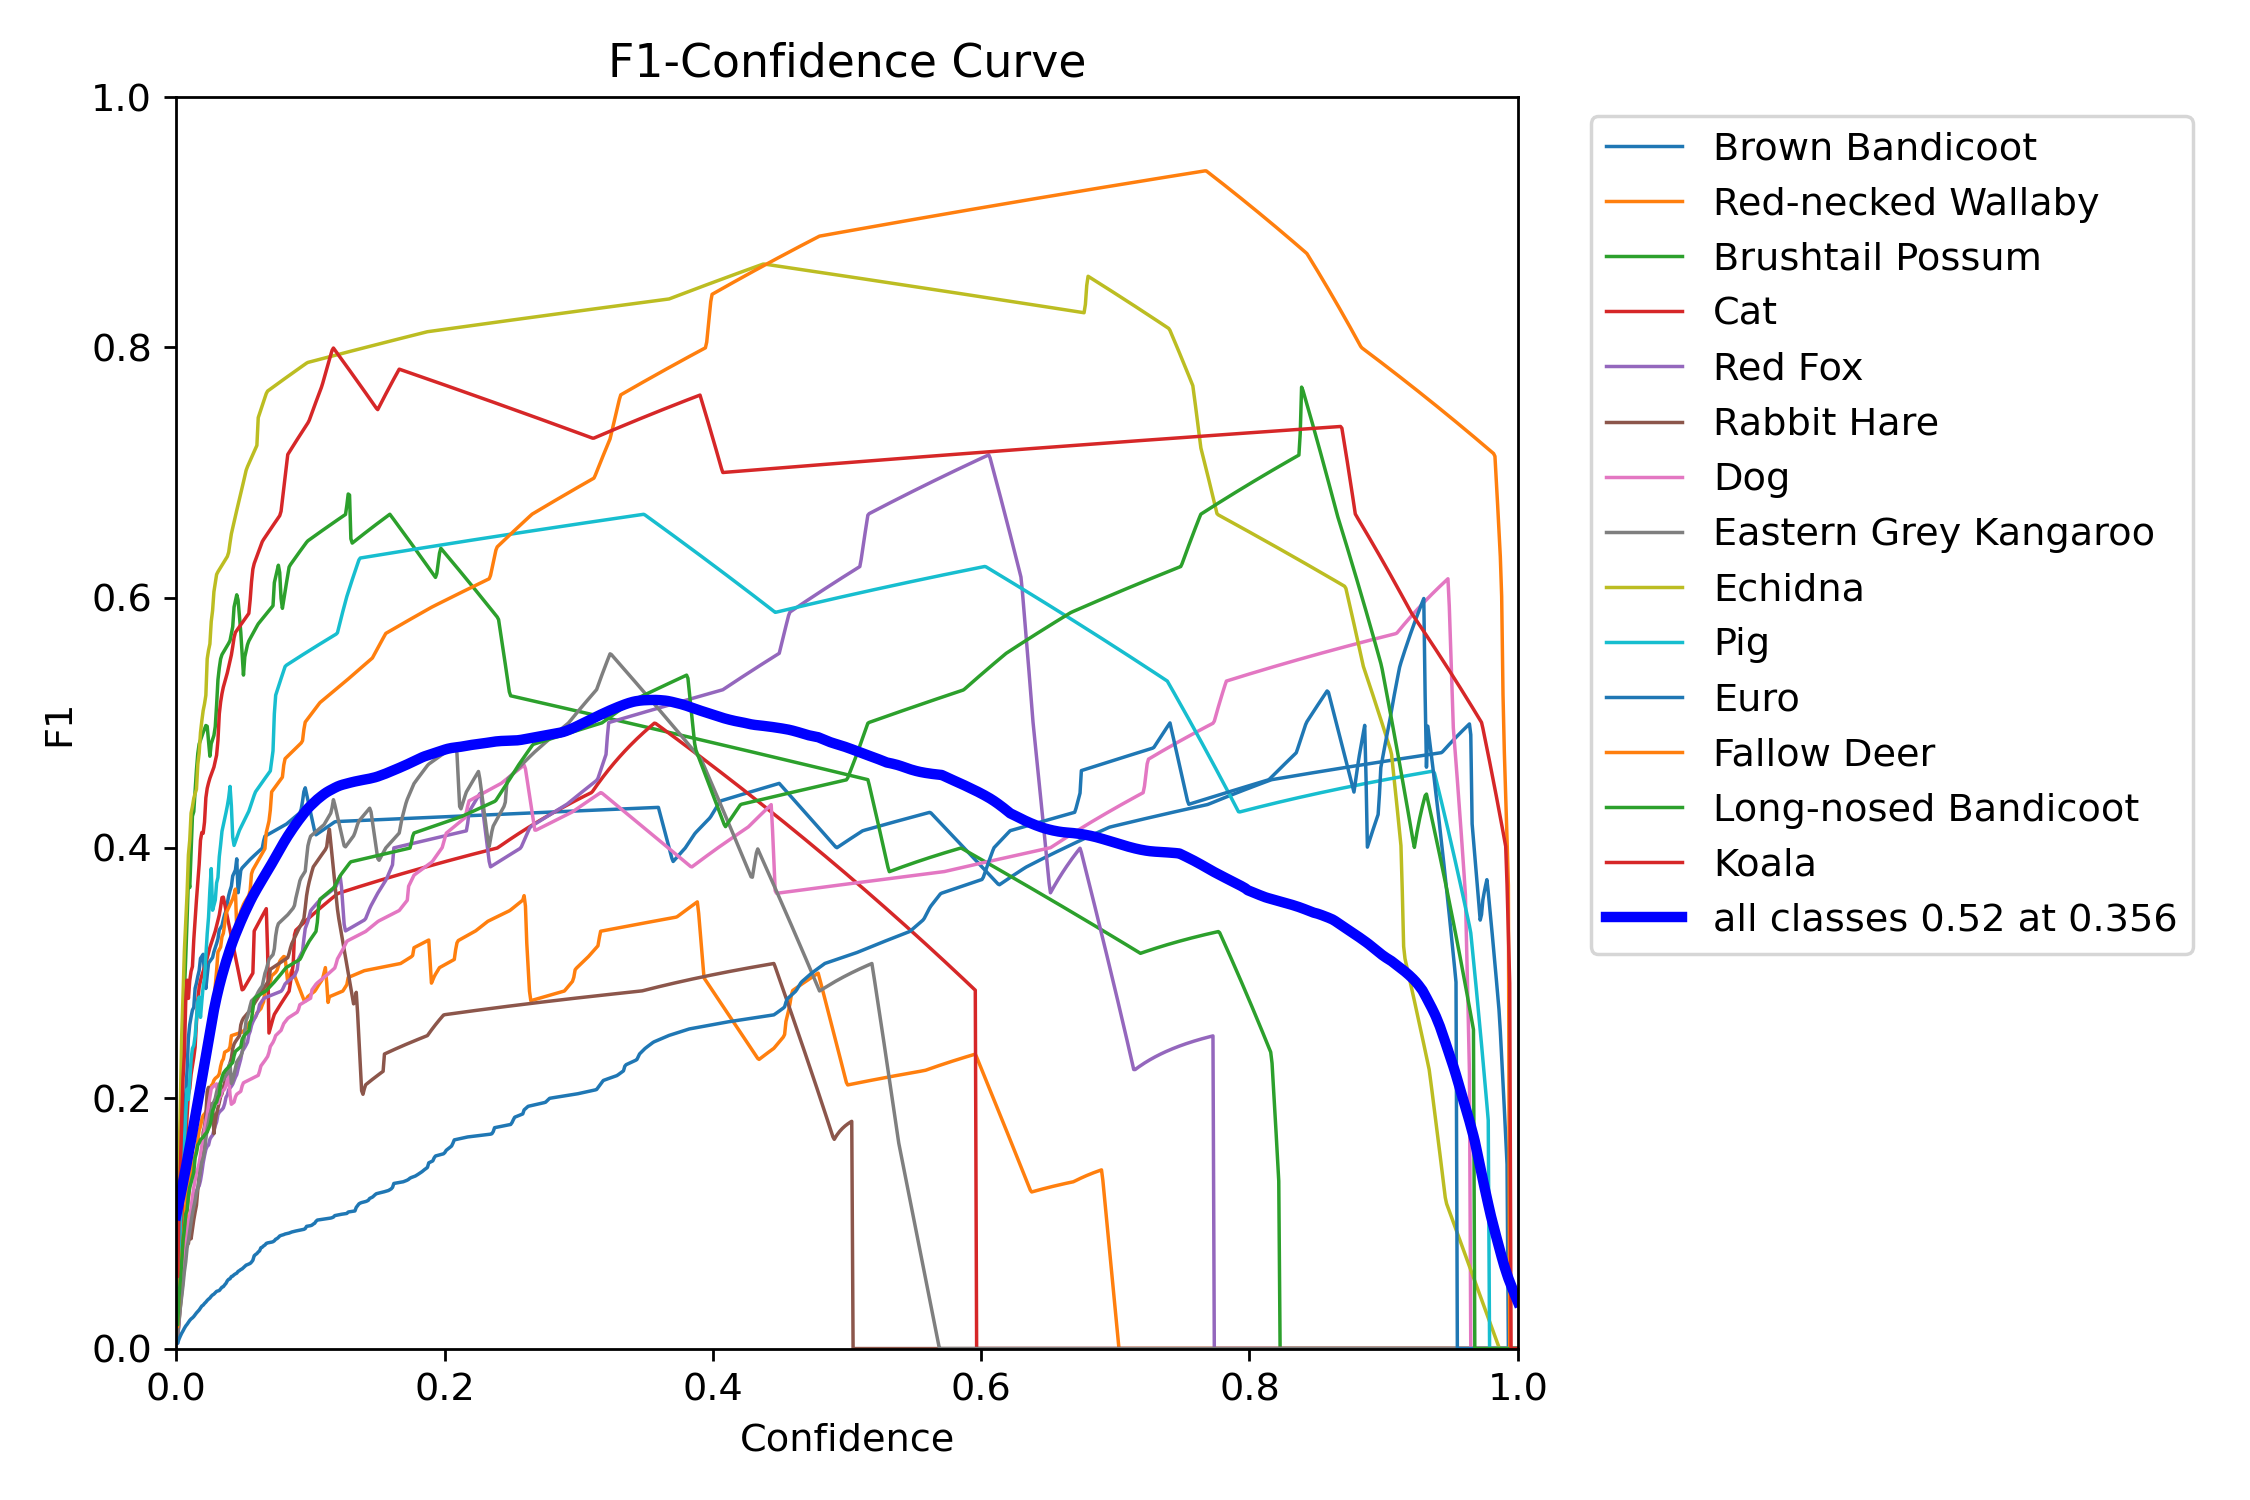 F1-Confidence Curve
1.0
0.8
0.6
0.4
0.2
0.0
F1
0.0 0.2 0.4 0.6 0.8 1.0
Confidence
Brown Bandicoot
Red-necked Wallaby
Brushtail Possum
Cat
Red Fox
Rabbit Hare
Dog
Eastern Grey Kangaroo
Echidna
Pig
Euro
Fallow Deer
Long-nosed Bandicoot
Koala
all classes 0.52 at 0.356